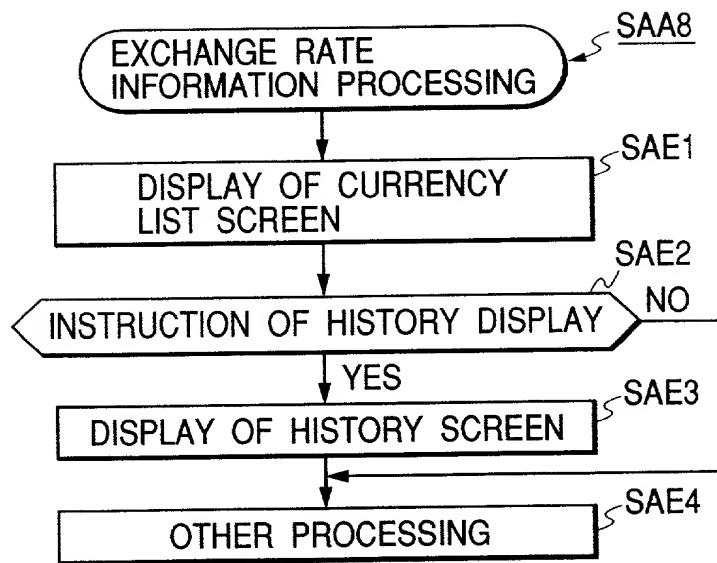 SAA8
EXCHANGE RATE
INFORMATION PROCESSING
SAE1
DISPLAY OF CURRENCY
LIST SCREEN
SAE2
INSTRUCTION OF HISTORY DISPLAY
NO
YES
SAE3
DISPLAY OF HISTORY SCREEN
SAE4
OTHER PROCESSING